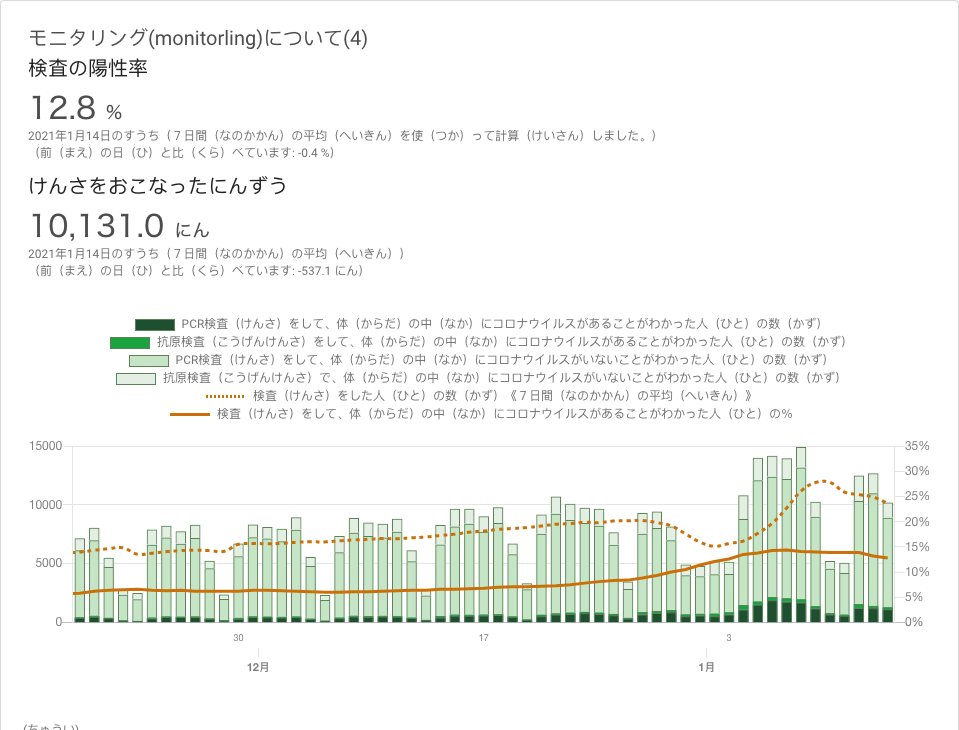 モニタリング(monitorling)について(4)
検査の陽性率
12.8 %
2021年1月14日のすうち（７日間（なのかかん）の平均（へいきん）を使（つか）って計算（けいさん）しました。）
（前（まえ）の日（ひ）と比（くら）べています: -0.4 %）
けんさをおこなったにんずう
10,131.0 にん
2021年1月14日のすうち（７日間（なのかかん）の平均（へいきん））
（前（まえ）の日（ひ）と比（くら）べています: -537.1 にん）
PCR検査（けんさ）をして、体（からだ）の中（なか）にコロナウイルスがあることがわかった人（ひと）の数（かず）
抗原検査（こうげんけんさ）をして、体（からだ）の中（なか）にコロナウイルスがあることがわかった人（ひと）の数（かず）
PCR検査（けんさ）をして、体（からだ）の中（なか）にコロナウイルスがいないことがわかった人（ひと）の数（かず）
抗原検査（こうげんけんさ）で、体（からだ）の中（なか）にコロナウイルスがいないことがわかった人（ひと）の数（かず）
検査（けんさ）をした人（ひと）の数（かず）《７日間（なのかかん）の平均（へいきん）》
検査（けんさ）をして、体（からだ）の中（なか）にコロナウイルスがあることがわかった人（ひと）の％
15000 35%
30%
10000 25%
20%
5000 15%
10%
5%
0 0%
30 17 3
12月 1月
(ちゅうい)